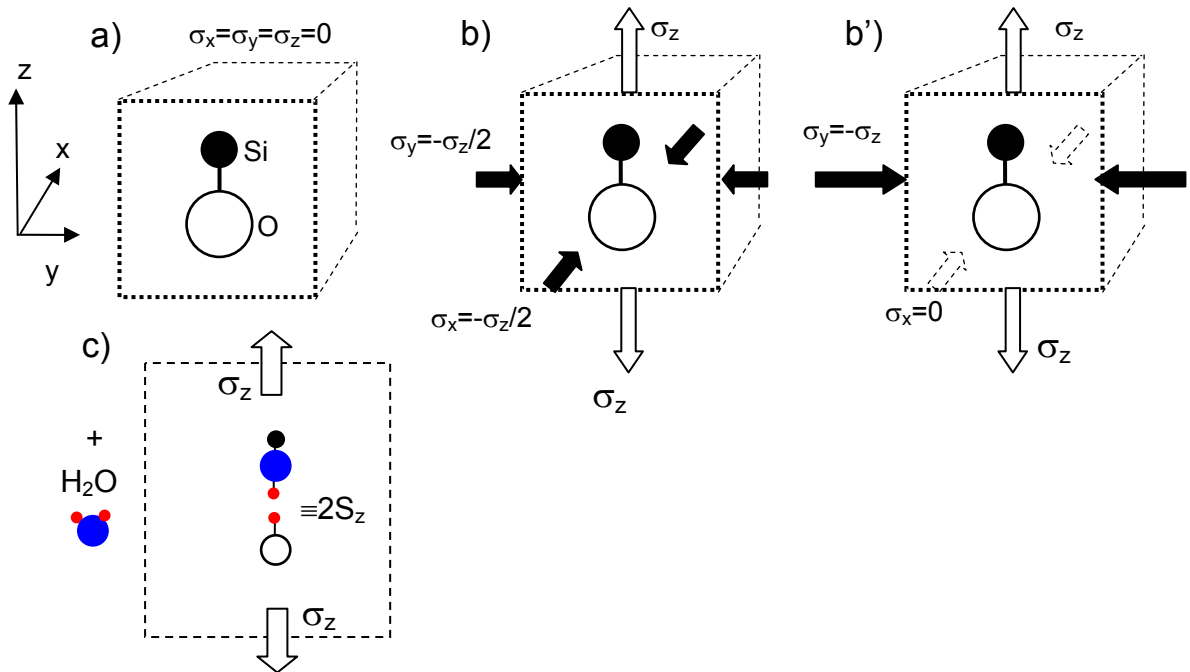 a)
σx=σy=σz=0
z
x
y
Si
O
b)
σz
σy=-σz/2
σx=-σz/2
σz
b’)
σz
σy=-σz
σx=0
σz
c)
σz
+
H2O
≡2Sz
σz